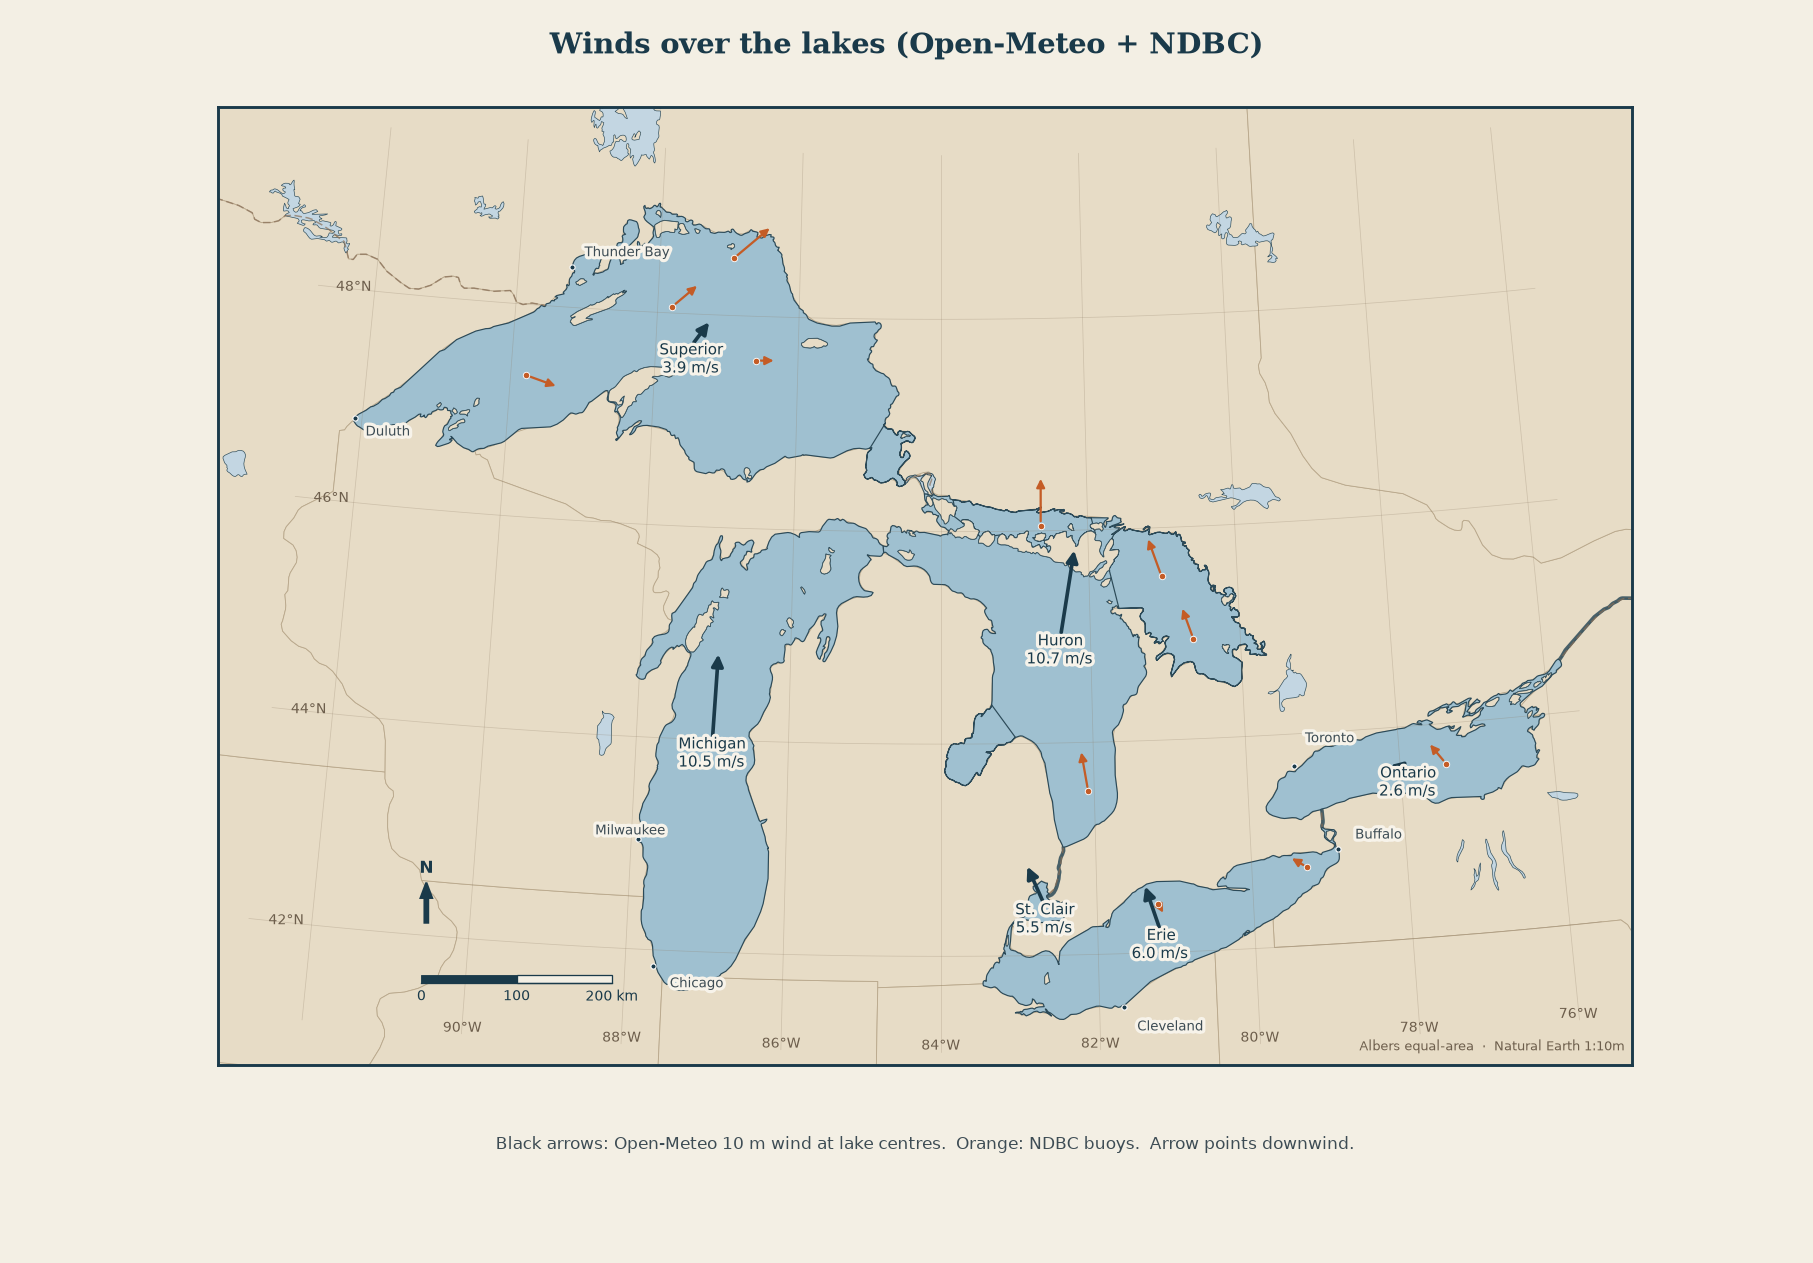 Winds over the lakes (Open-Meteo + NDBC)
Thunder Bay
48°N
Superior
3.9 m/s
Duluth
46°N
Huron
10.7 m/s
44°N
Michigan
10.5 m/s
Toronto
Ontario
2.6 m/s
Milwaukee
Buffalo
N
42°N
St. Clair
5.5 m/s
Erie
6.0 m/s
Chicago
0 100 200 km
Cleveland
90°W 88°W 86°W 84°W 82°W 80°W 78°W 76°W
Albers equal-area · Natural Earth 1:10m
Black arrows: Open-Meteo 10 m wind at lake centres. Orange: NDBC buoys. Arrow points downwind.